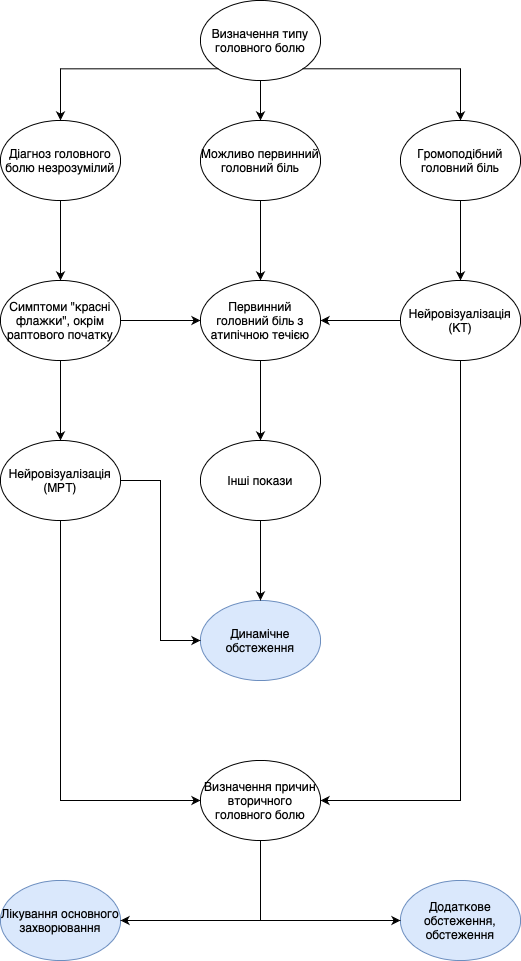 Визначення типу
головного болю
Діагноз головного
болю незрозумілий
Можливо первинний
головний біль
Громоподібний
головний біль
Симптоми "красні
флажки", окрім
раптового початку
Первинний
головний біль з
атипічною течією
Нейровізуалізація
(КТ)
Нейровізуалізація
(МРТ)
Інші покази
Динамічне
обстеження
Визначення причин
вторичного
головного болю
Лікування основного
захворювання
Додаткове
обстеження,
обстеження